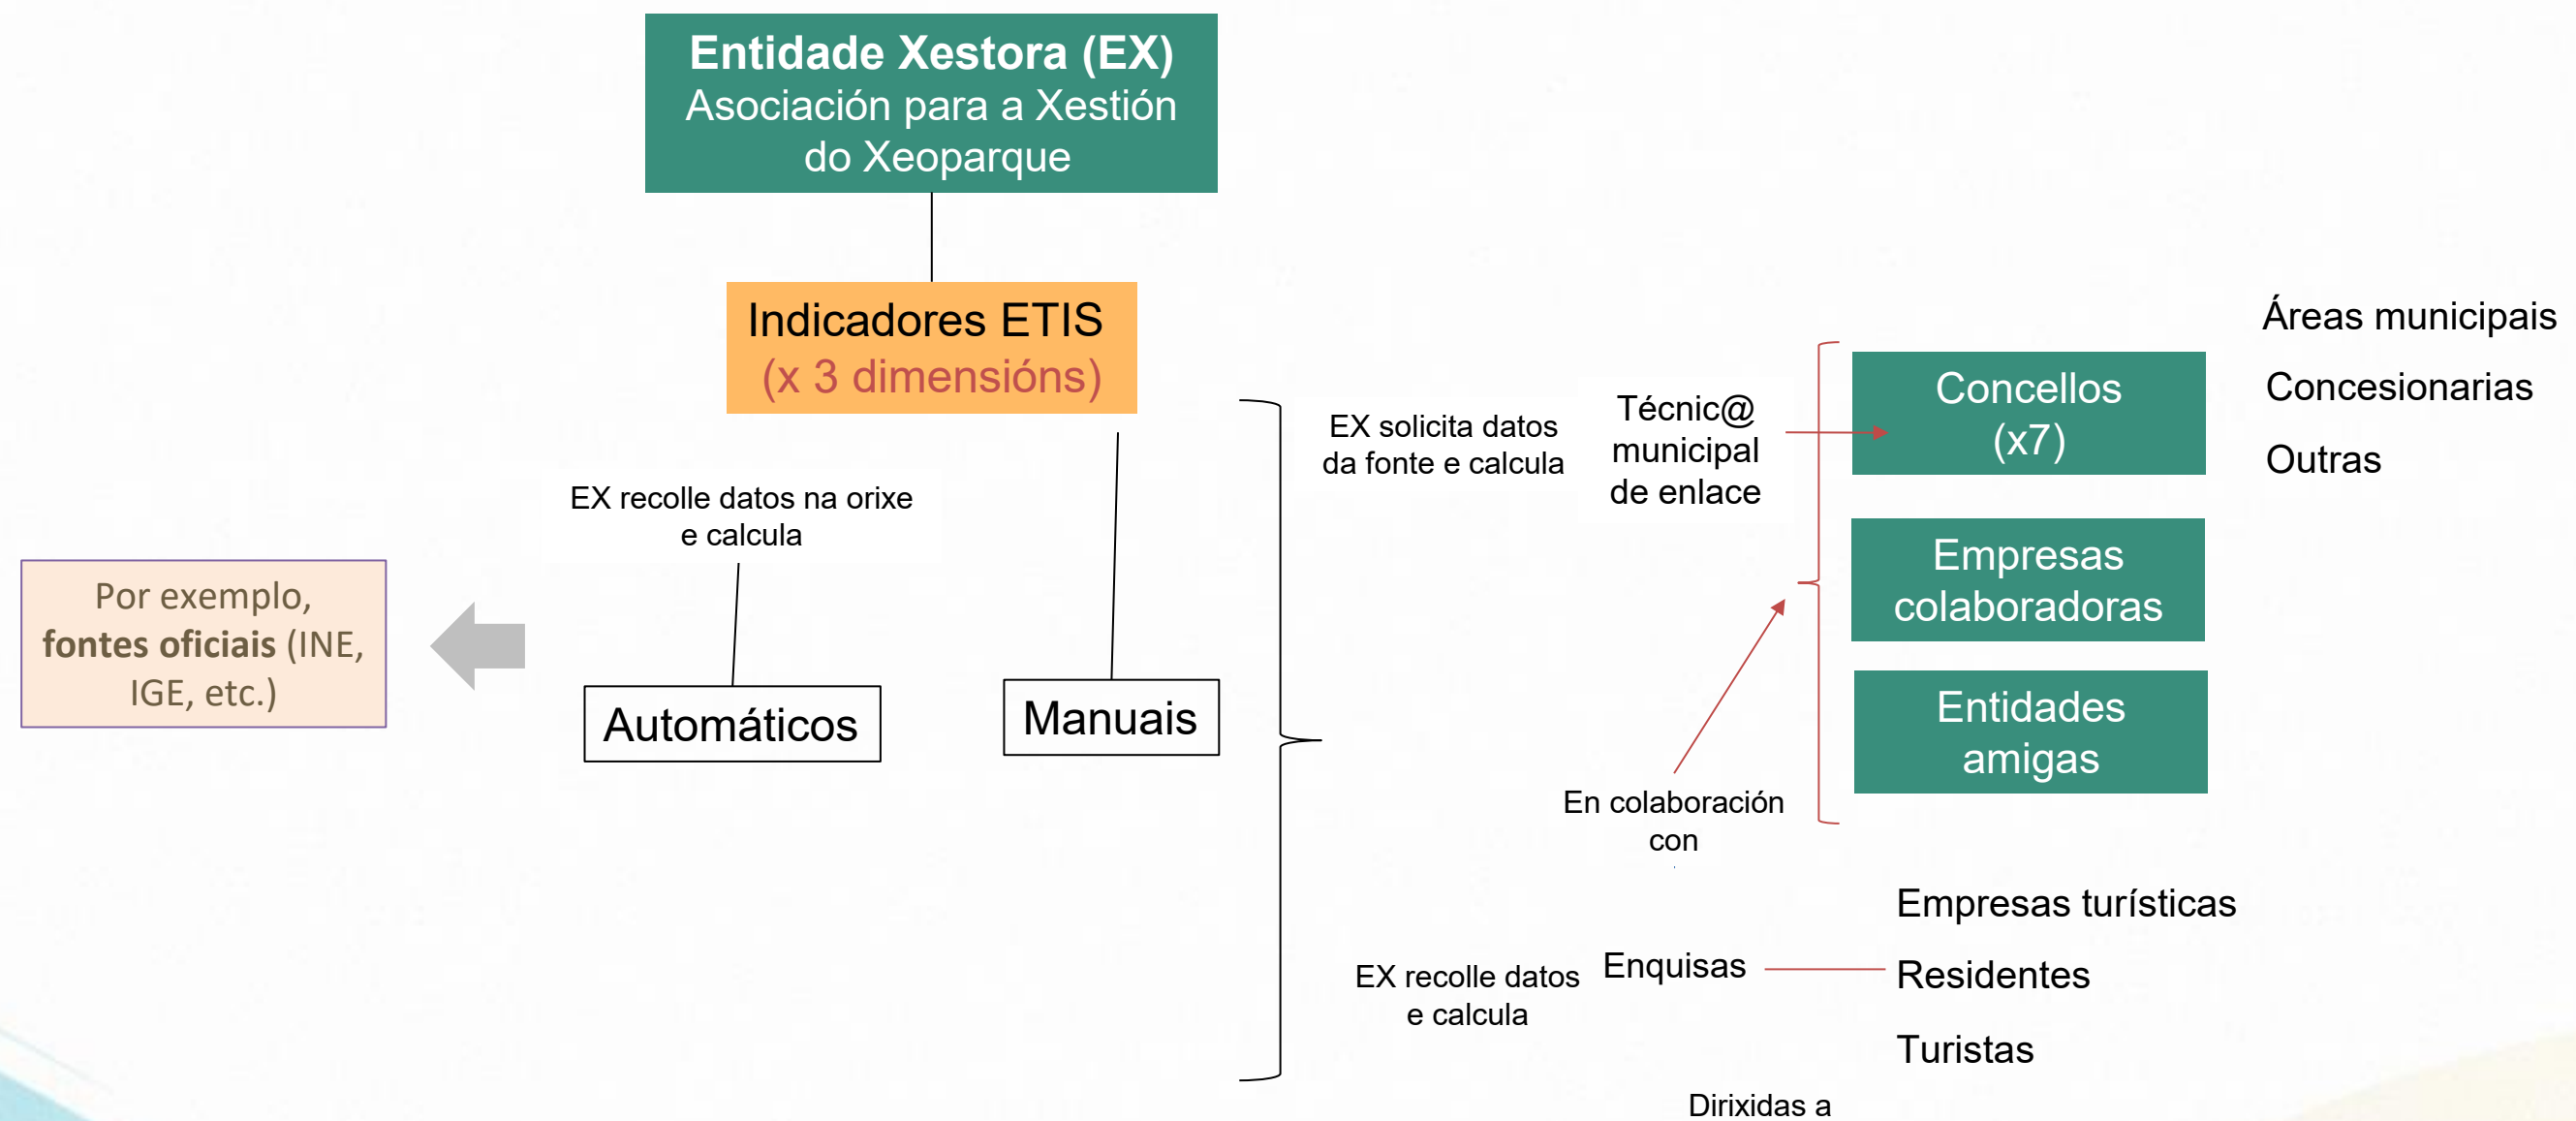 Entidade Xestora (EX)
Asociación para a Xestión
do Xeoparque
Indicadores ETIS
(x 3 dimensións)
EX recolle datos na orixe
e calcula
Por exemplo,
fontes oficiais (INE,
IGE, etc.)
Automáticos
Manuais
EX solicita datos
da fonte e calcula
Técnic@
municipal
de enlace
Concellos
(x7)
Áreas municipais
Concesionarias
Outras
Empresas
colaboradoras
Entidades
amigas
En colaboración
con
EX recolle datos
e calcula
Enquisas
Empresas turísticas
Residentes
Turistas
Dirixidas a